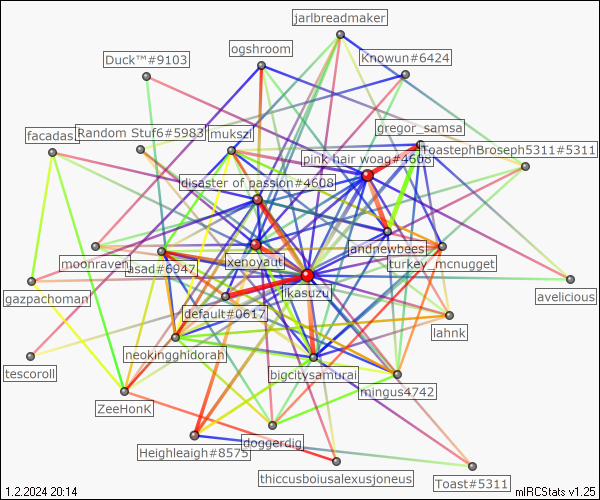 jarlbreadmaker
ogshroom
Knowun#6424
Duck™#9103
gregor_samsa
facadas
Random Stuf6#5983
mukszi
ToastephBroseph5311#5311
pink hair woag#4608
disaster of passion#4608
jandnewbees
xenoyaut
moonraven
asad#6947
turkey_mcnugget
ikasuzu
gazpachoman
default#0617
avelicious
lahnk
neokingghidorah
bigcitysamurai
tescoroll
mingus4742
ZeeHonK
doggerdig
Heighleaigh#8575
thiccusboiusalexusjoneus
Toast#5311
1.2.2024 20:14
mIRCStats v1.25